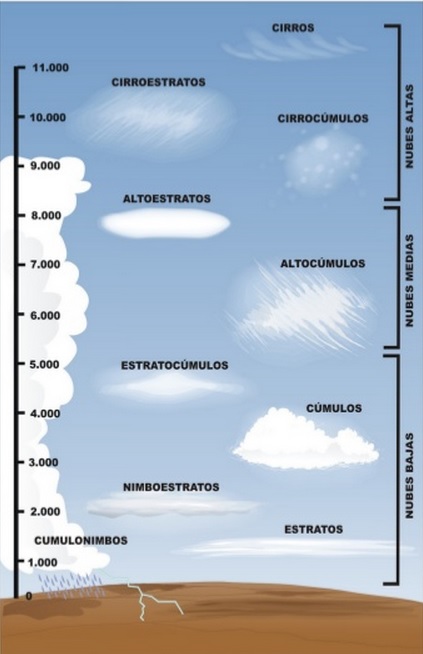 CIRROS
11.000
CIRROESTRATOS
10.000
CIRROCÚMULOS
NUBES ALTAS
9.000
ALTOESTRATOS
8.000
7.000
ALTOCÚMULOS
NUBES MEDIAS
6.000
5.000
ESTRATOCÚMULOS
4.000
CÚMULOS
3.000
NUBES BAJAS
NIMBOESTRATOS
2.000
ESTRATOS
CUMULONIMBOS
1.000
0